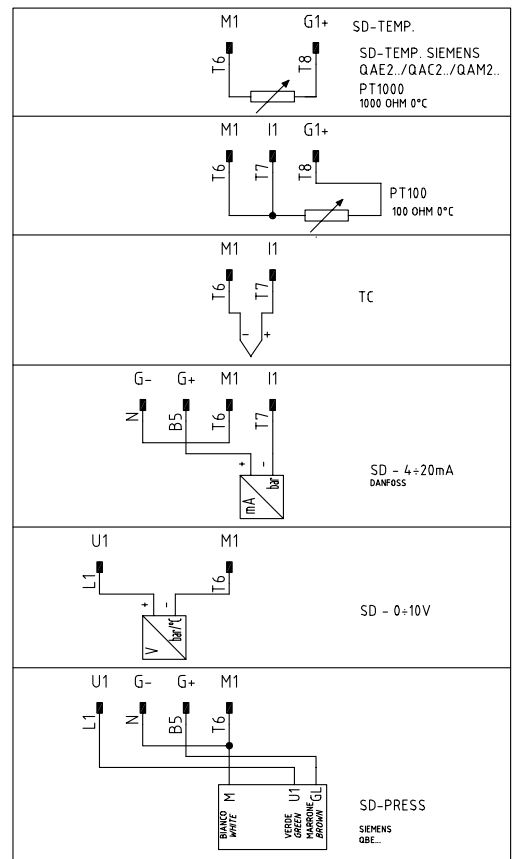 M1 G1+ SD-TEMP.
T6 T8 SD-TEMP. SIEMENS
QAE2../QAC2../QAM2..
PT1000
1000 OHM 0°C
M1 I1 G1+
T6 T7 T8
PT100
100 OHM 0°C
M1 I1
T6 T7
TC
- +
G- G+ M1 I1
N B5 T6 T7
+ -
mA bar
SD - 4÷20mA
DANFOSS
U1 M1
L1 T6
+ -
V bar/°C
SD - 0÷10V
U1 G- G+ M1
L1 N B5 T6
M U1 GL
BIANCO
WHITE
VERDE
GREEN
MARRONE
BROWN
SD-PRESS
SIEMENS
QBE...